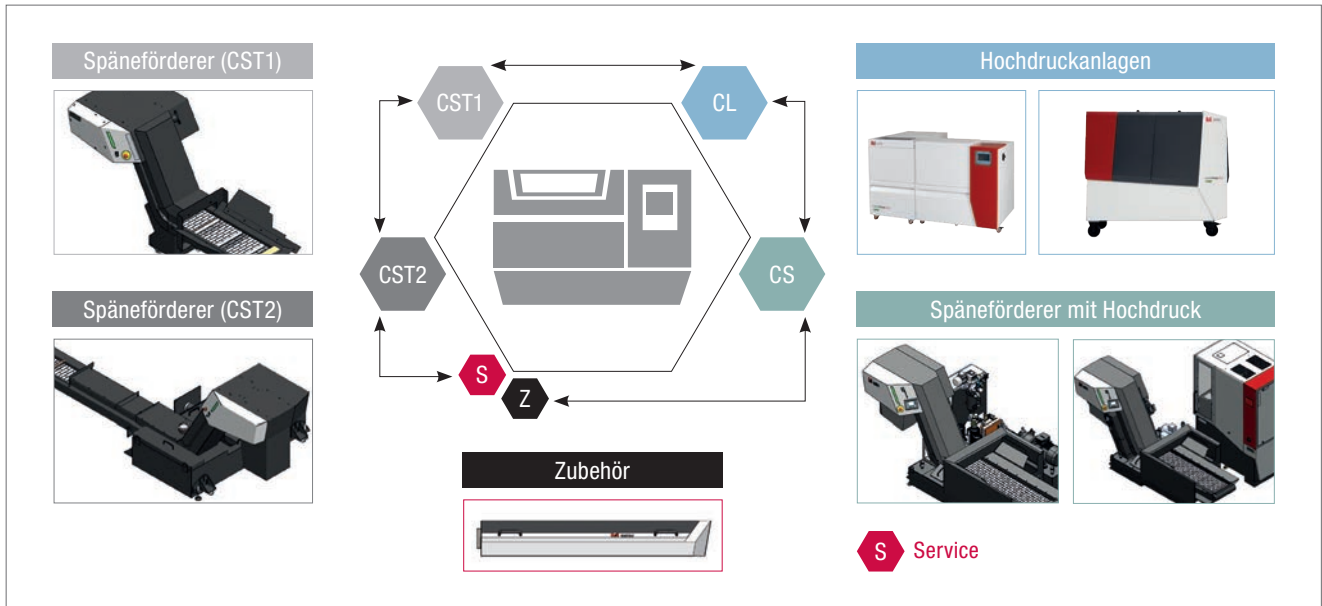 Späneförderer (CST1)
Hochdruckanlagen
CST1
CL
CST2
CS
Späneförderer (CST2)
Späneförderer mit Hochdruck
S
Z
Zubehör
S Service